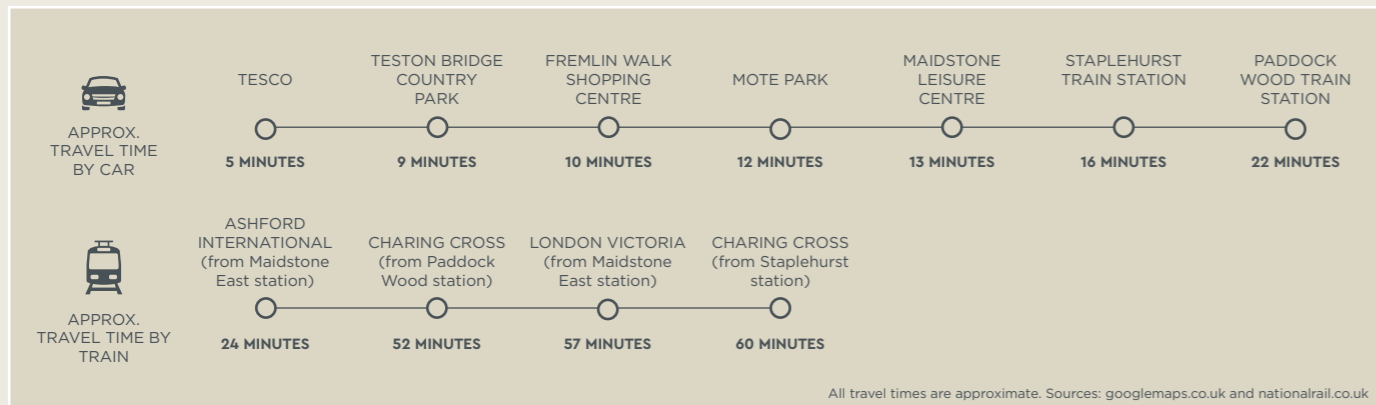 APPROX.
TRAVEL TIME
BY CAR
TESCO
5 MINUTES
TESTON BRIDGE
COUNTRY
PARK
9 MINUTES
FREMLIN WALK
SHOPPING
CENTRE
10 MINUTES
MOTE PARK
12 MINUTES
MAIDSTONE
LEISURE
CENTRE
13 MINUTES
STAPLEHURST
TRAIN STATION
16 MINUTES
PADDOCK
WOOD TRAIN
STATION
22 MINUTES
APPROX.
TRAVEL TIME BY
TRAIN
ASHFORD
INTERNATIONAL
(from Maidstone
East station)
24 MINUTES
CHARING CROSS
(from Paddock
Wood station)
52 MINUTES
LONDON VICTORIA
(from Maidstone
East station)
57 MINUTES
CHARING CROSS
(from Staplehurst
station)
60 MINUTES
All travel times are approximate. Sources: googlemaps.co.uk and nationalrail.co.uk